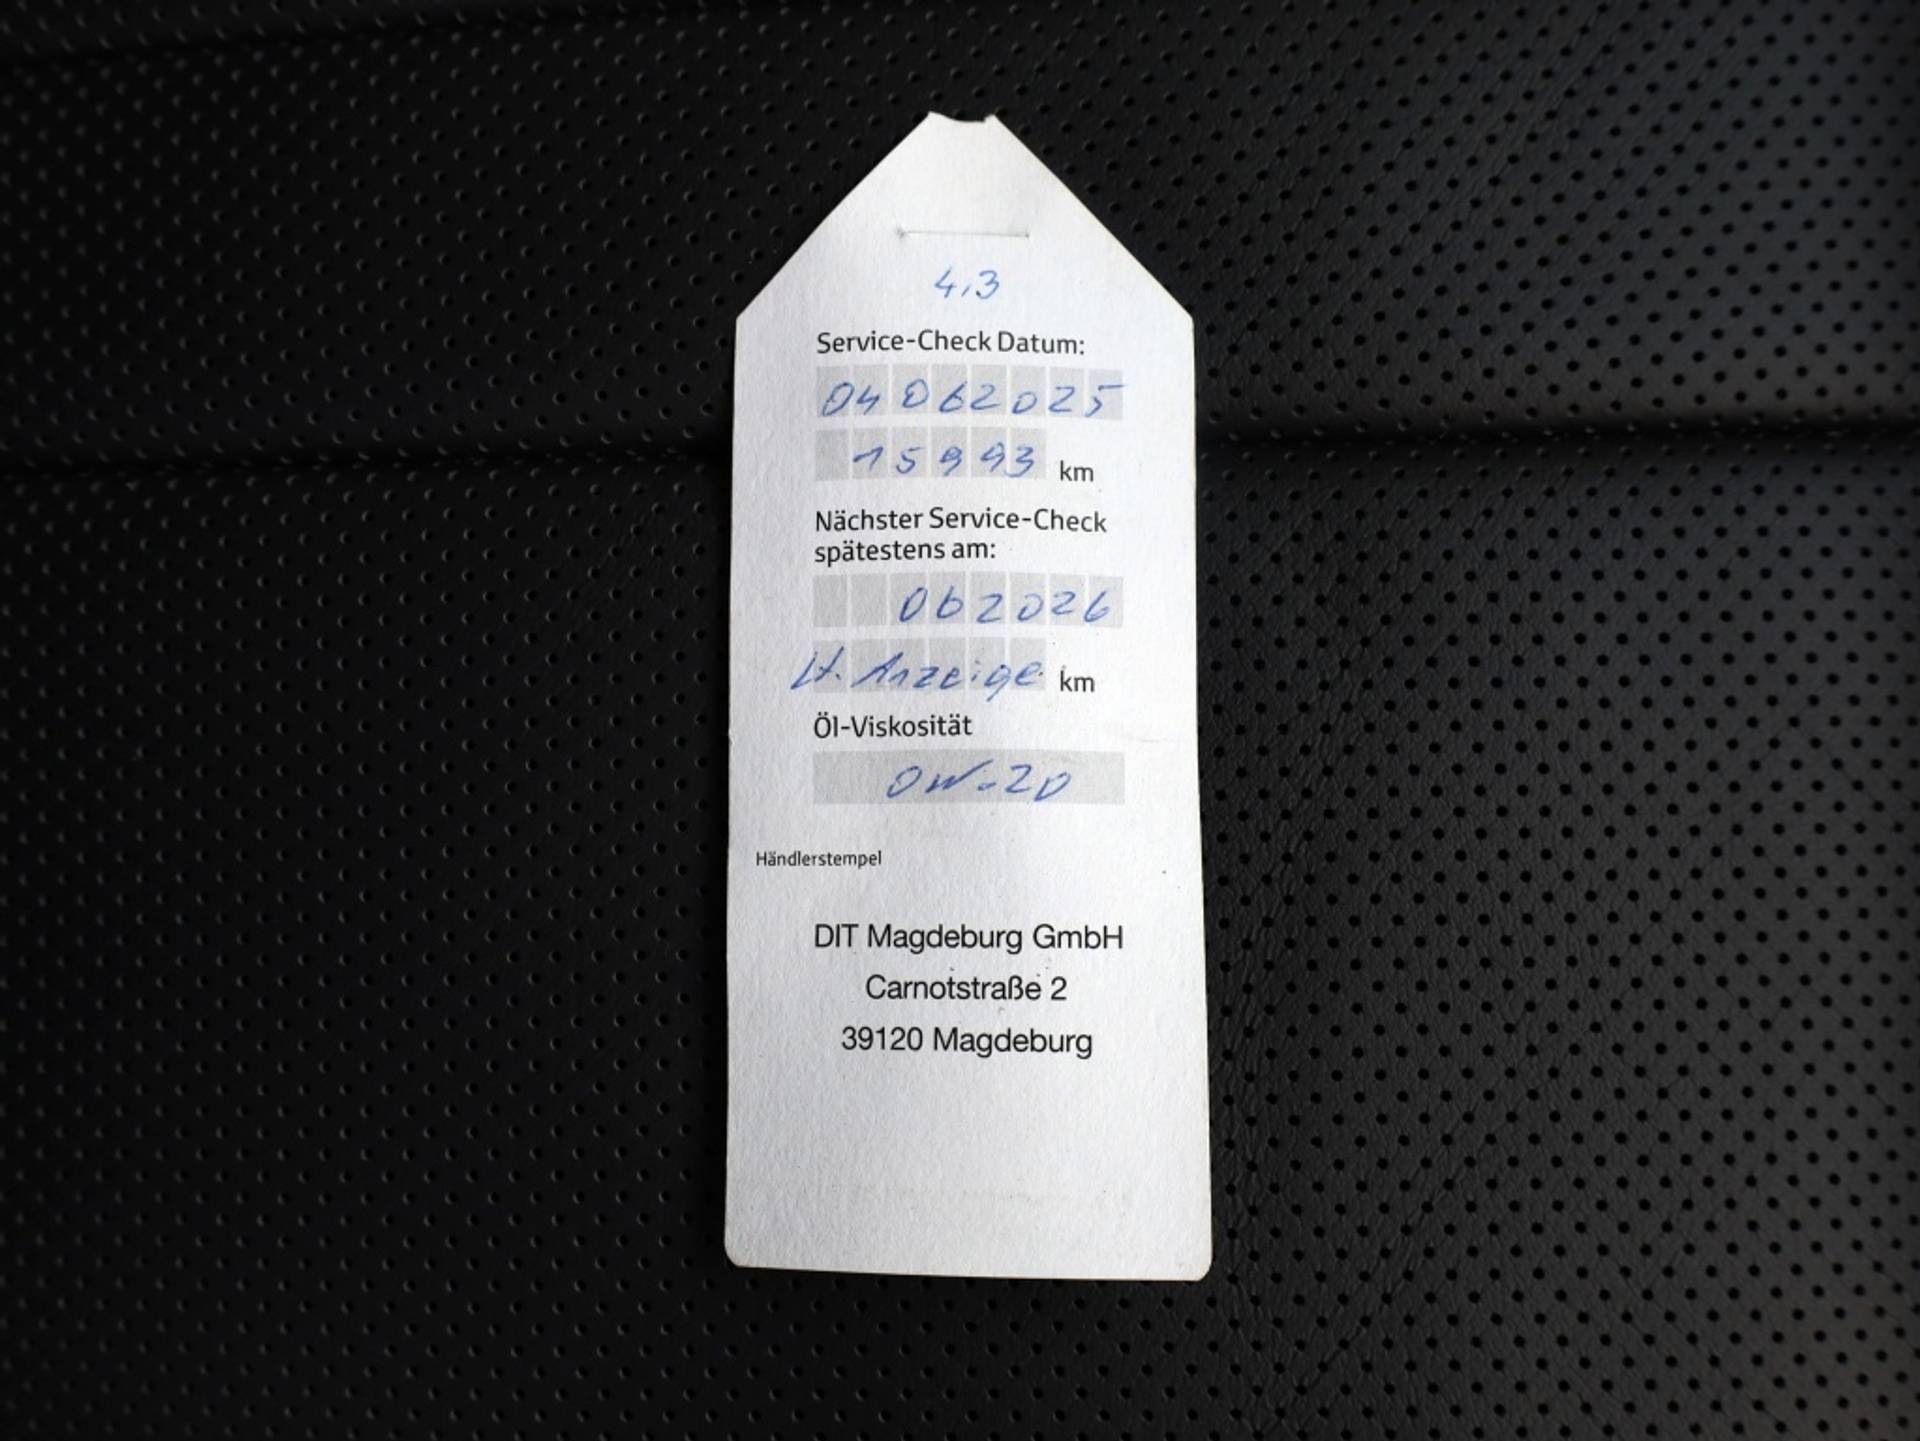 4,3
Service-Check Datum:
04062025
15993 km
Nächster Service-Check
spätestens am:
062026
lt. Anzeige km
Öl-Viskosität
0W-20
Händlerstempel
DIT Magdeburg GmbH
Carnotstraße 2
39120 Magdeburg